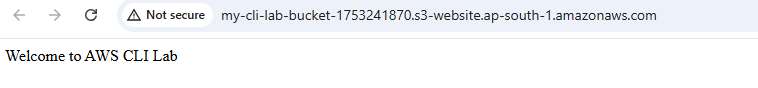 Not secure my-cli-lab-bucket-1753241870.s3-website.ap-south-1.amazonaws.com
Welcome to AWS CLI Lab